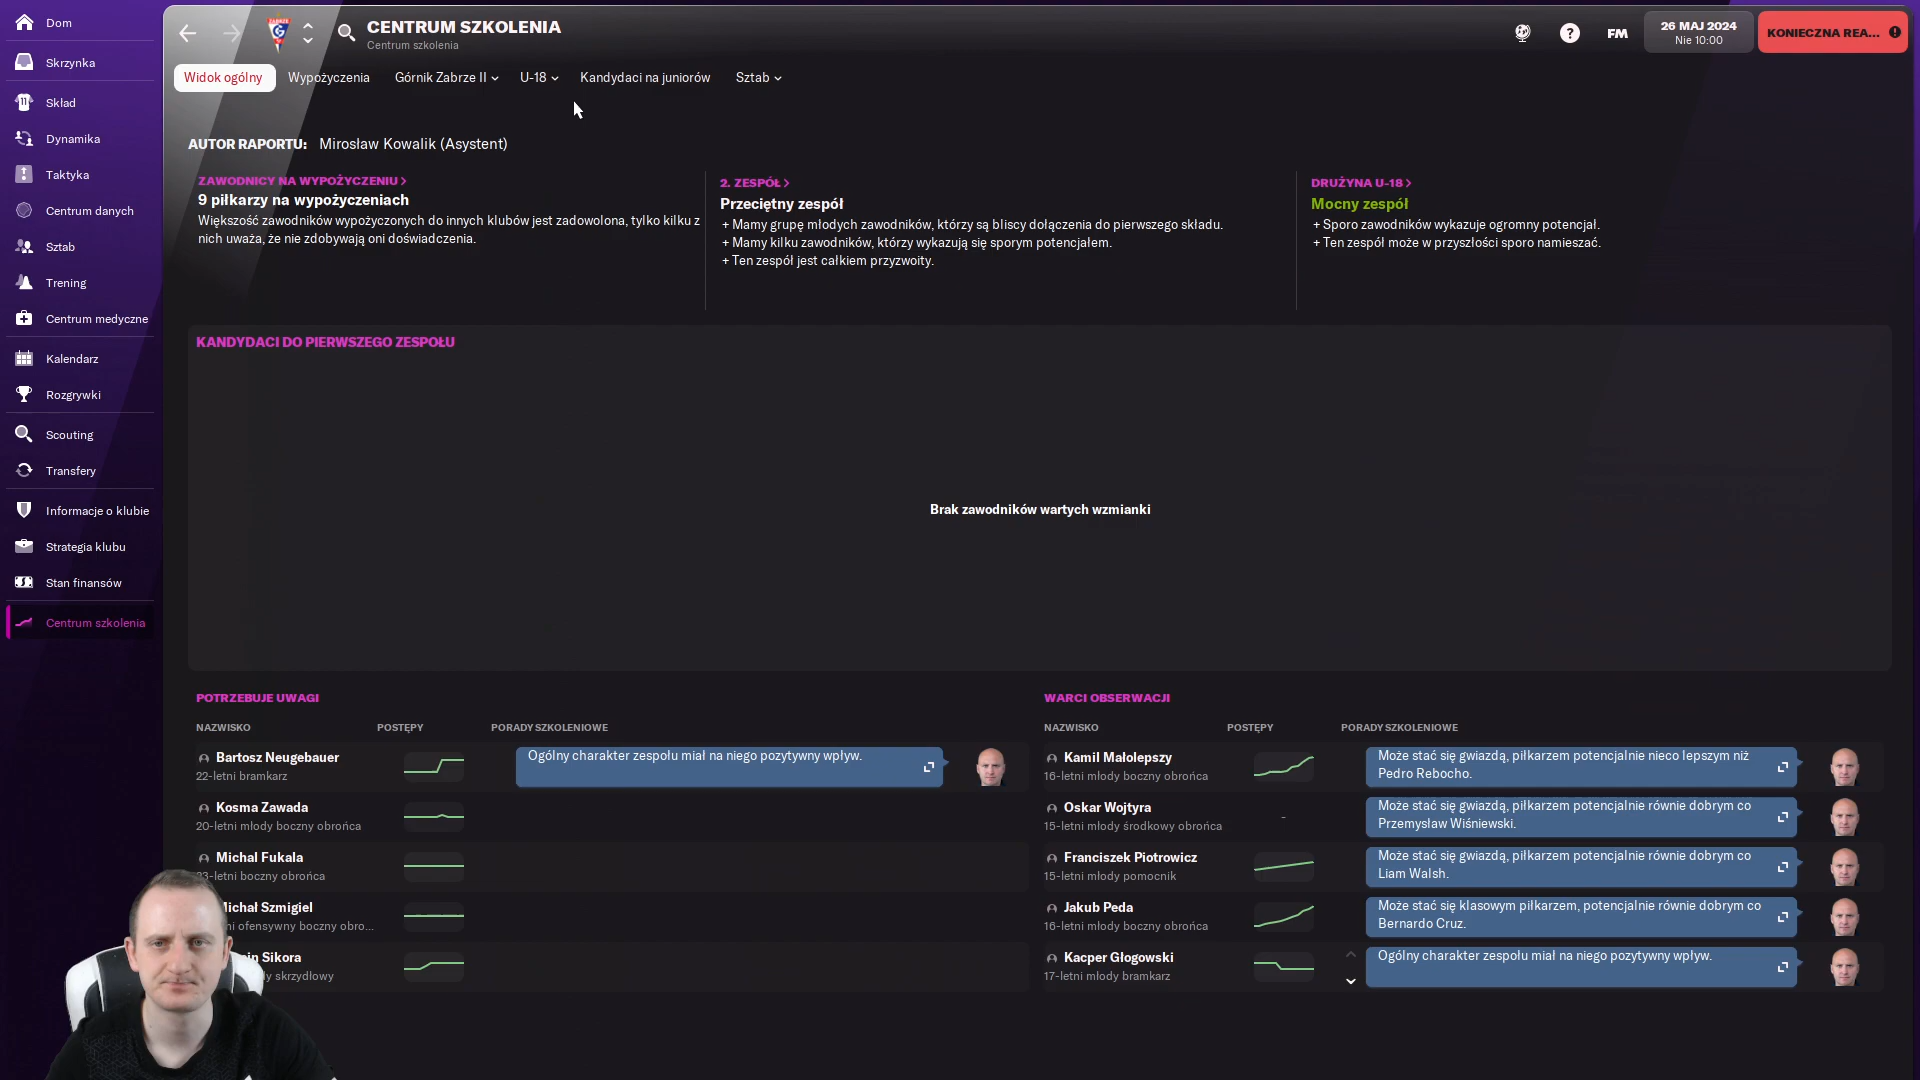 Dom
Skrzynka
Skład
Dynamika
Taktyka
Centrum danych
Sztab
Trening
Centrum medyczne
Kalendarz
Rozgrywki
Scouting
Transfery
Informacje o klubie
Strategia klubu
Stan finansów
Centrum szkolenia
CENTRUM SZKOLENIA
Centrum szkolenia
FM
26 MAJ 2024
Nie 10:00
KONIECZNA REA...
Widok ogólny
Wypożyczenia
Górnik Zabrze II
U-18
Kandydaci na juniorów
Sztab
AUTOR RAPORTU: Miroslaw Kowalik (Asystent)
ZAWODNICY NA WYPOŻYCZENIU >
9 piłkarzy na wypożyczeniach
Większość zawodników wypożyczonych do innych klubów jest zadowolona, tylko kilku z
nich uważa, że nie zdobywają oni doświadczenia.
2. ZESPÓŁ >
Przeciętny zespół
+ Mamy grupę młodych zawodników, którzy są bliscy dołączenia do pierwszego składu.
+ Mamy kilku zawodników, którzy wykazują się sporym potencjałem.
+ Ten zespół jest całkiem przyzwoity.
DRUŻYNA U-18 >
Mocny zespół
+ Sporo zawodników wykazuje ogromny potencjał.
+ Ten zespół może w przyszłości sporo namieszać.
KANDYDACI DO PIERWSZEGO ZESPOŁU
Brak zawodników wartych wzmianki
POTRZEBUJE UWAGI
NAZWISKO POSTĘPY PORADY SZKOLENIOWE
Bartosz Neugebauer
22-letni bramkarz
Ogólny charakter zespołu miał na niego pozytywny wpływ.
Kosma Zawada
20-letni młody boczny obrońca
Michal Fukala
23-letni boczny obrońca
Michał Szmigiel
ofensywny boczny obro...
Sikora
skrzydłowy
WARCI OBSERWACJI
NAZWISKO POSTĘPY PORADY SZKOLENIOWE
Kamil Małolepszy
16-letni młody boczny obrońca
Może stać się gwiazdą, piłkarzem potencjalnie nieco lepszym niż
Pedro Rebocho.
Oskar Wojtyra
15-letni młody środkowy obrońca
-
Może stać się gwiazdą, piłkarzem potencjalnie równie dobrym co
Przemysław Wiśniewski.
Franciszek Piotrowicz
15-letni młody pomocnik
Może stać się gwiazdą, piłkarzem potencjalnie równie dobrym co
Liam Walsh.
Jakub Peda
16-letni młody boczny obrońca
Może stać się klasowym piłkarzem, potencjalnie równie dobrym co
Bernardo Cruz.
Kacper Głogowski
17-letni młody bramkarz
Ogólny charakter zespołu miał na niego pozytywny wpływ.